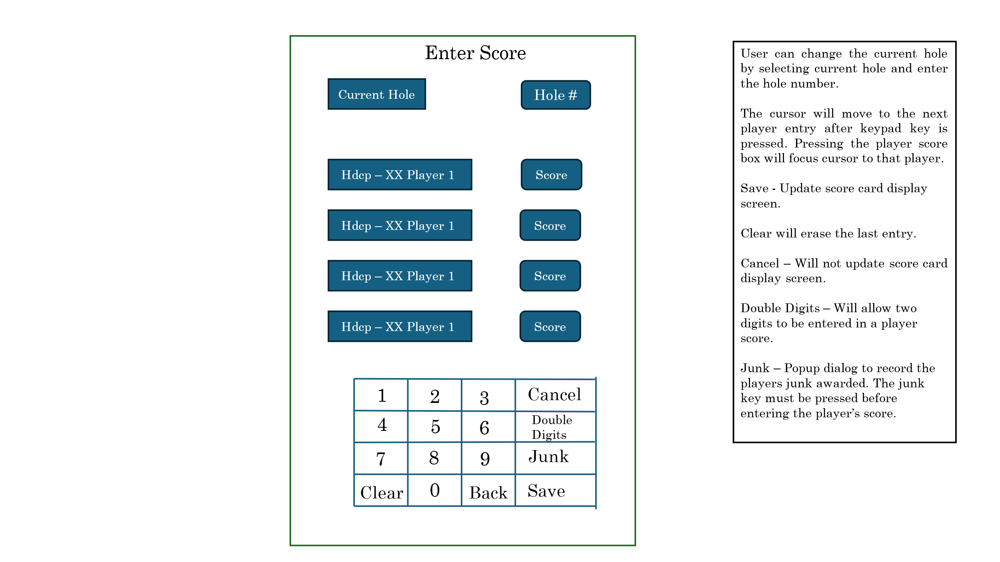 Enter Score
Current Hole
Hole #
Hdcp – XX Player 1
Score
Hdcp – XX Player 1
Score
Hdcp – XX Player 1
Score
Hdcp – XX Player 1
Score
1 2 3 Cancel
4 5 6 Double
Digits
7 8 9 Junk
Clear 0 Back Save
User can change the current hole
by selecting current hole and enter
the hole number.
The cursor will move to the next
player entry after keypad key is
pressed. Pressing the player score
box will focus cursor to that player.
Save - Update score card display
screen.
Clear will erase the last entry.
Cancel – Will not update score card
display screen.
Double Digits – Will allow two
digits to be entered in a player
score.
Junk – Popup dialog to record the
players junk awarded. The junk
key must be pressed before
entering the player’s score.